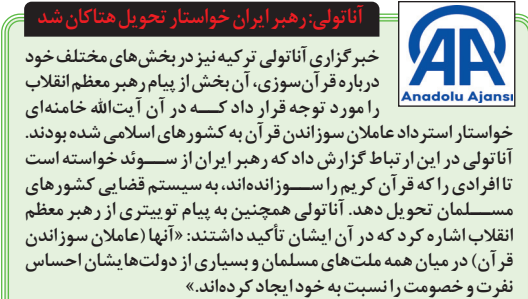 آناتولی: رهبر ایران خواستار تحویل هتاکان شد
AA
Anadolu Ajansı
خبرگزاری آناتولی ترکیه نیز در بخش‌های مختلف خود
درباره قرآن‌سوزی، آن بخش از پیام رهبر معظم انقلاب
را مورد توجه قرار داد که در آن آیت‌الله خامنه‌ای
خواستار استرداد عاملان سوزاندن قرآن به کشورهای اسلامی شده بودند.
آناتولی در این ارتباط گزارش داد که رهبر ایران از سوئد خواسته است
تا افرادی را که قرآن کریم را سوزانده‌اند، به سیستم قضایی کشورهای
مسلمان تحویل دهد. آناتولی همچنین به پیام توییتری از رهبر معظم
انقلاب اشاره کرد که در آن ایشان تأکید داشتند: «آنها (عاملان سوزاندن
قرآن) در میان همه ملت‌های مسلمان و بسیاری از دولت‌هایشان احساس
نفرت و خصومت را نسبت به خود ایجاد کرده‌اند.»